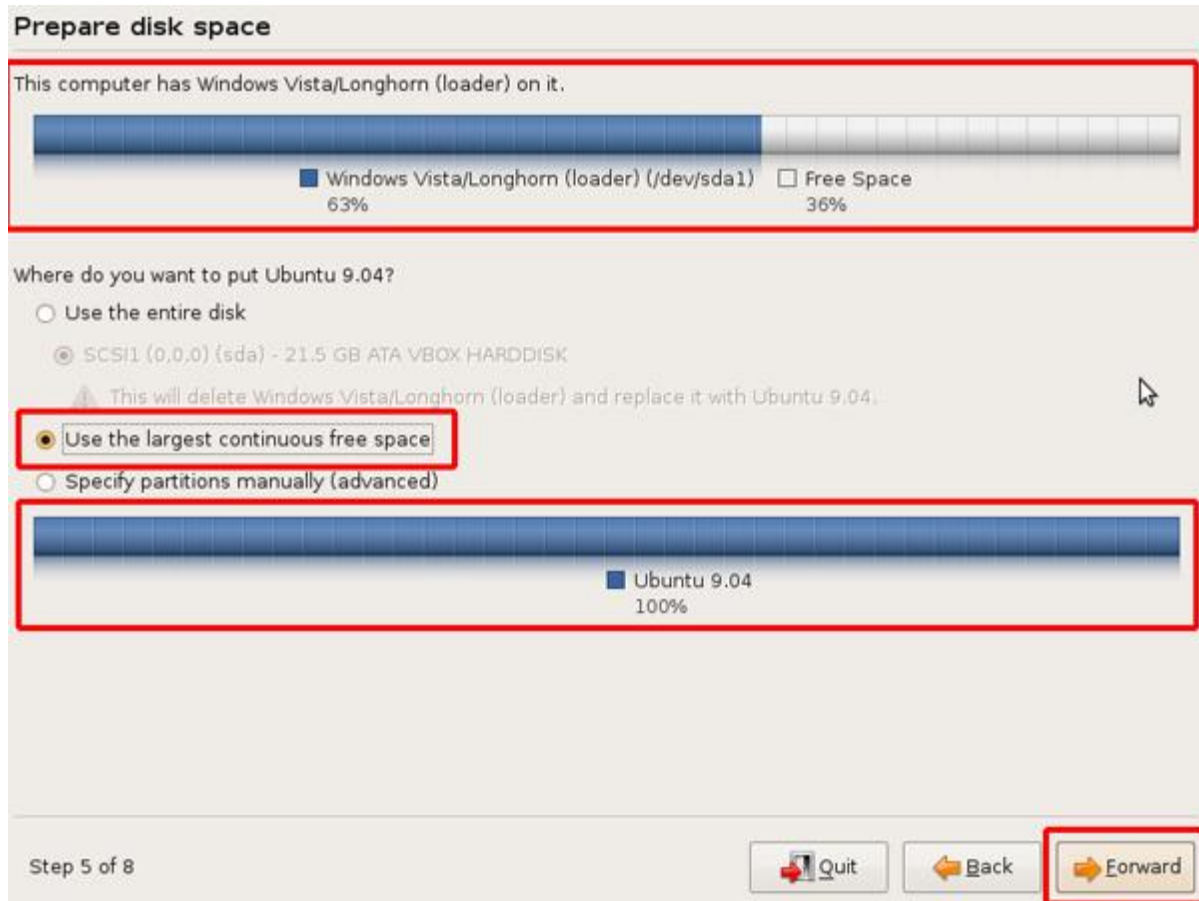 Prepare disk space
This computer has Windows Vista/Longhorn (loader) on it.
Windows Vista/Longhorn (loader) (/dev/sda1) Free Space
63% 36%
Where do you want to put Ubuntu 9.04?
Use the entire disk
SCSI1 (0,0,0) (sda) - 21.5 GB ATA VBOX HARDDISK
This will delete Windows Vista/Longhorn (loader) and replace it with Ubuntu 9.04.
Use the largest continuous free space
Specify partitions manually (advanced)
Ubuntu 9.04
100%
Step 5 of 8 Quit Back Forward